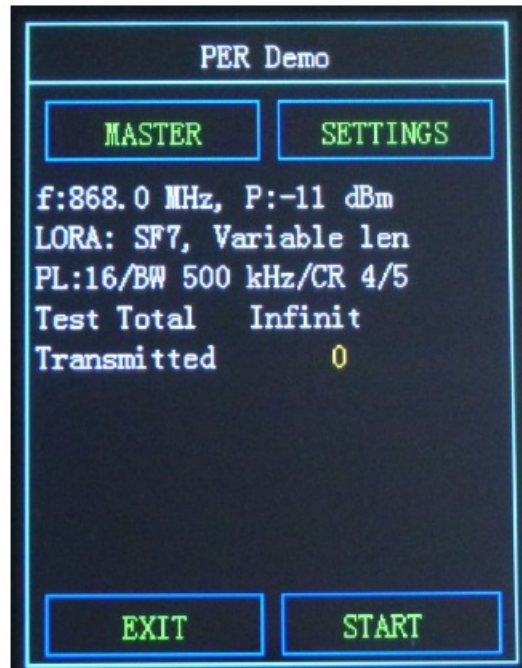 PER Demo
MASTER SETTINGS
f:868.0 MHz, P:-11 dBm
LORA: SF7, Variable len
PL:16/BW 500 kHz/CR 4/5
Test Total Infinit
Transmitted 0
EXIT START